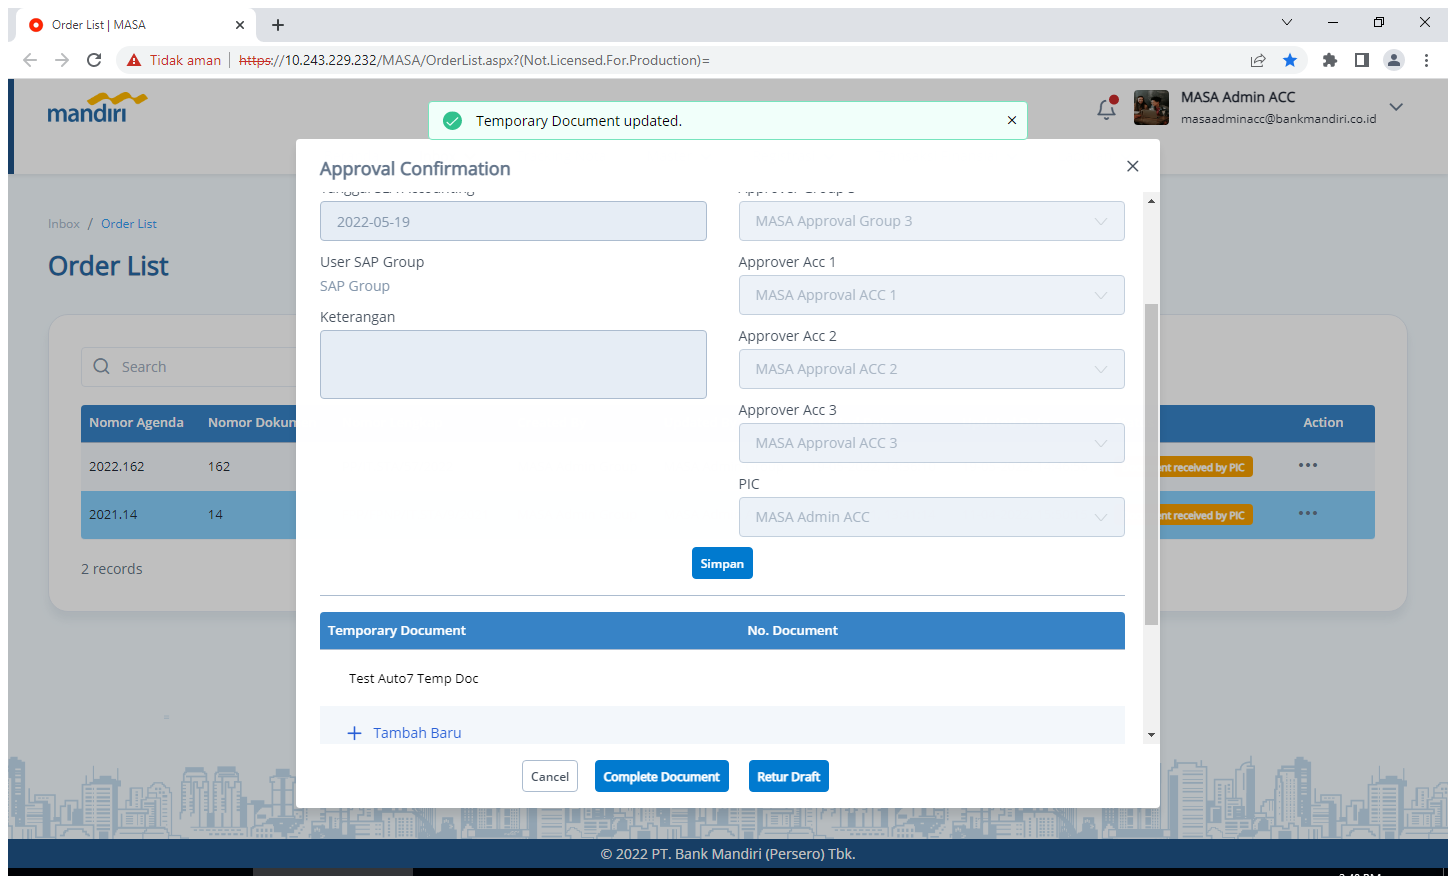 Order List | MASA
Tidak aman
https://10.243.229.232/MASA/OrderList.aspx?(Not.Licensed.For.Production)=
mandiri
Temporary Document updated.
MASA Admin ACC
masaadminacc@bankmandiri.co.id
Approval Confirmation
Inbox / Order List
Order List
2022-05-19
User SAP Group
SAP Group
Keterangan
MASA Approval Group 3
Approver Acc 1
MASA Approval ACC 1
Approver Acc 2
MASA Approval ACC 2
Approver Acc 3
MASA Approval ACC 3
PIC
MASA Admin ACC
Simpan
Search
Nomor Agenda Nomor Dokun Action
2022.162 162 received by PIC
2021.14 14 received by PIC
2 records
Temporary Document No. Document
Test Auto7 Temp Doc
+ Tambah Baru
Cancel Complete Document Retur Draft
© 2022 PT. Bank Mandiri (Persero) Tbk.